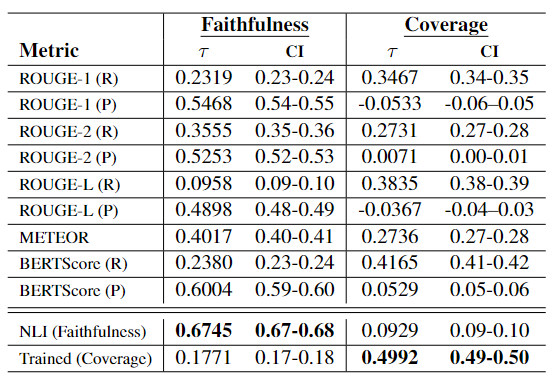 Faithfulness Coverage
Metric τ CI τ CI
ROUGE-1 (R) 0.2319 0.23-0.24 0.3467 0.34-0.35
ROUGE-1 (P) 0.5468 0.54-0.55 -0.0533 -0.06–0.05
ROUGE-2 (R) 0.3555 0.35-0.36 0.2731 0.27-0.28
ROUGE-2 (P) 0.5253 0.52-0.53 0.0071 0.00-0.01
ROUGE-L (R) 0.0958 0.09-0.10 0.3835 0.38-0.39
ROUGE-L (P) 0.4898 0.48-0.49 -0.0367 -0.04–0.03
METEOR 0.4017 0.40-0.41 0.2736 0.27-0.28
BERTScore (R) 0.2380 0.23-0.24 0.4165 0.41-0.42
BERTScore (P) 0.6004 0.59-0.60 0.0529 0.05-0.06
NLI (Faithfulness) 0.6745 0.67-0.68 0.0929 0.09-0.10
Trained (Coverage) 0.1771 0.17-0.18 0.4992 0.49-0.50